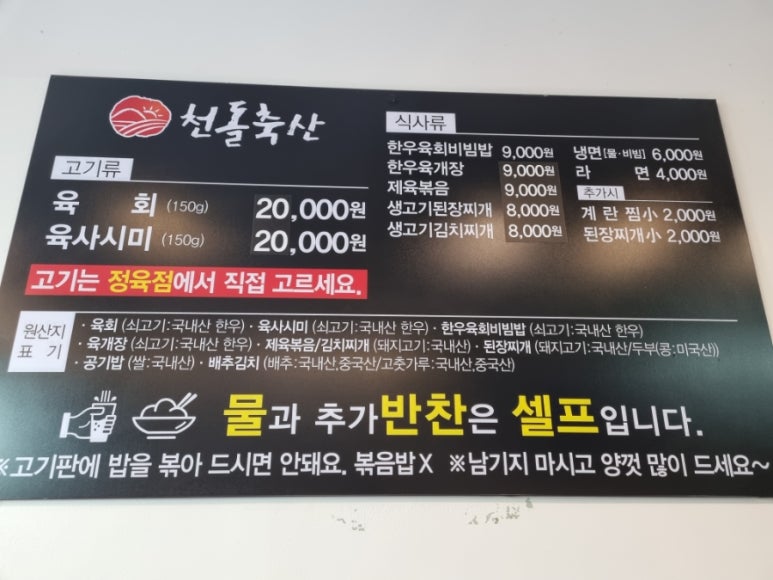 천돌축산
고기류
육 회 (150g) 20,000원
육사시미 (150g) 20,000원
고기는 정육점에서 직접 고르세요.
식사류
한우육회비빔밥 9,000원
한우육개장 9,000원
제육볶음 9,000원
생고기된장찌개 8,000원
생고기김치찌개 8,000원
냉면[물·비빔] 6,000원
라 면 4,000원
추가시
계 란 찜小 2,000원
된장찌개小 2,000원
원산지
표 기
· 육회 (쇠고기:국내산 한우) · 육사시미 (쇠고기:국내산 한우) · 한우육회비빔밥 (쇠고기:국내산 한우)
· 육개장 (쇠고기:국내산 한우) · 제육볶음/김치찌개 (돼지고기:국내산) · 된장찌개 (돼지고기:국내산/두부(콩:미국산))
· 공기밥 (쌀:국내산) · 배추김치 (배추:국내산,중국산/고춧가루:국내산,중국산)
물과 추가반찬은 셀프입니다.
※고기판에 밥을 볶아 드시면 안돼요. 볶음밥X ※남기지 마시고 양껏 많이 드세요~